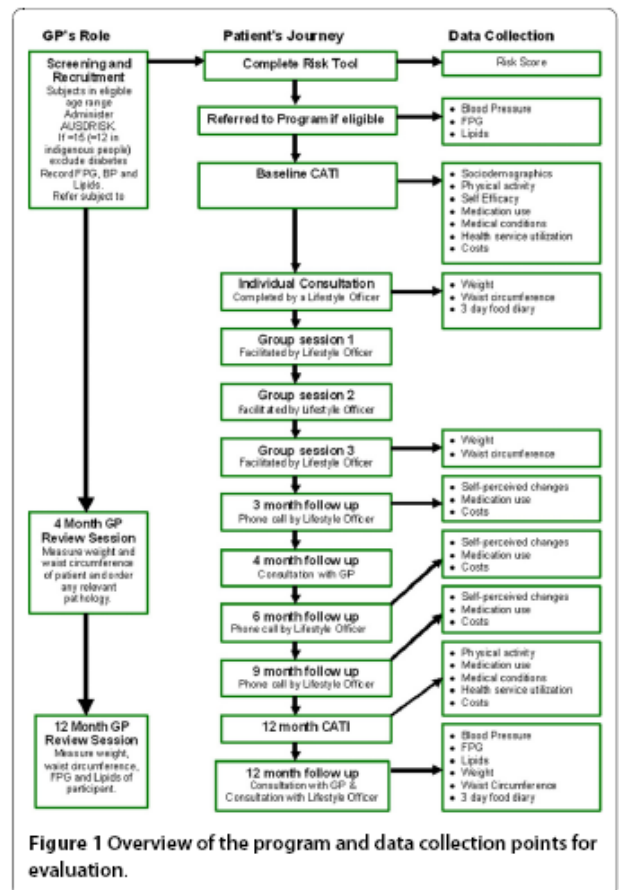 GP's Role
Patient's Journey
Data Collection
Screening and
Recruitment
Subjects in eligible
age range
Administer
AUSDRISK.
If =15 (=12 in
indigenous people)
exclude diabetes
Record FPG, BP and
Lipids.
Refer subject to
4 Month GP
Review Session
Measure weight and
waist circumference
of patient and order
any relevant
pathology.
12 Month GP
Review Session
Measure weight,
waist circumference,
FPG and Lipids of
participant.
Complete Risk Tool
Referred to Program if eligible
Baseline CATI
Individual Consultation
Completed by a Lifestyle Officer
Group session 1
Facilitated by Lifestyle Officer
Group session 2
Facilitated by Lifestyle Officer
Group session 3
Facilitated by Lifestyle Officer
3 month follow up
Phone call by Lifestyle Officer
4 month follow up
Consultation with GP
6 month follow up
Phone call by Lifestyle Officer
9 month follow up
Phone call by Lifestyle Officer
12 month CATI
12 month follow up
Consultation with GP &
Consultation with Lifestyle Officer
Risk Score
• Blood Pressure
• FPG
• Lipids
• Sociodemographics
• Physical activity
• Self Efficacy
• Medication use
• Medical conditions
• Health service utilization
• Costs
• Weight
• Waist circumference
• 3 day food diary
• Weight
• Waist circumference
• Self-perceived changes
• Medication use
• Costs
• Self-perceived changes
• Medication use
• Costs
• Self-perceived changes
• Medication use
• Costs
• Physical activity
• Medication use
• Medical conditions
• Health service utilization
• Costs
• Blood Pressure
• FPG
• Lipids
• Weight
• Waist Circumference
• 3 day food diary
Figure 1 Overview of the program and data collection points for
evaluation.